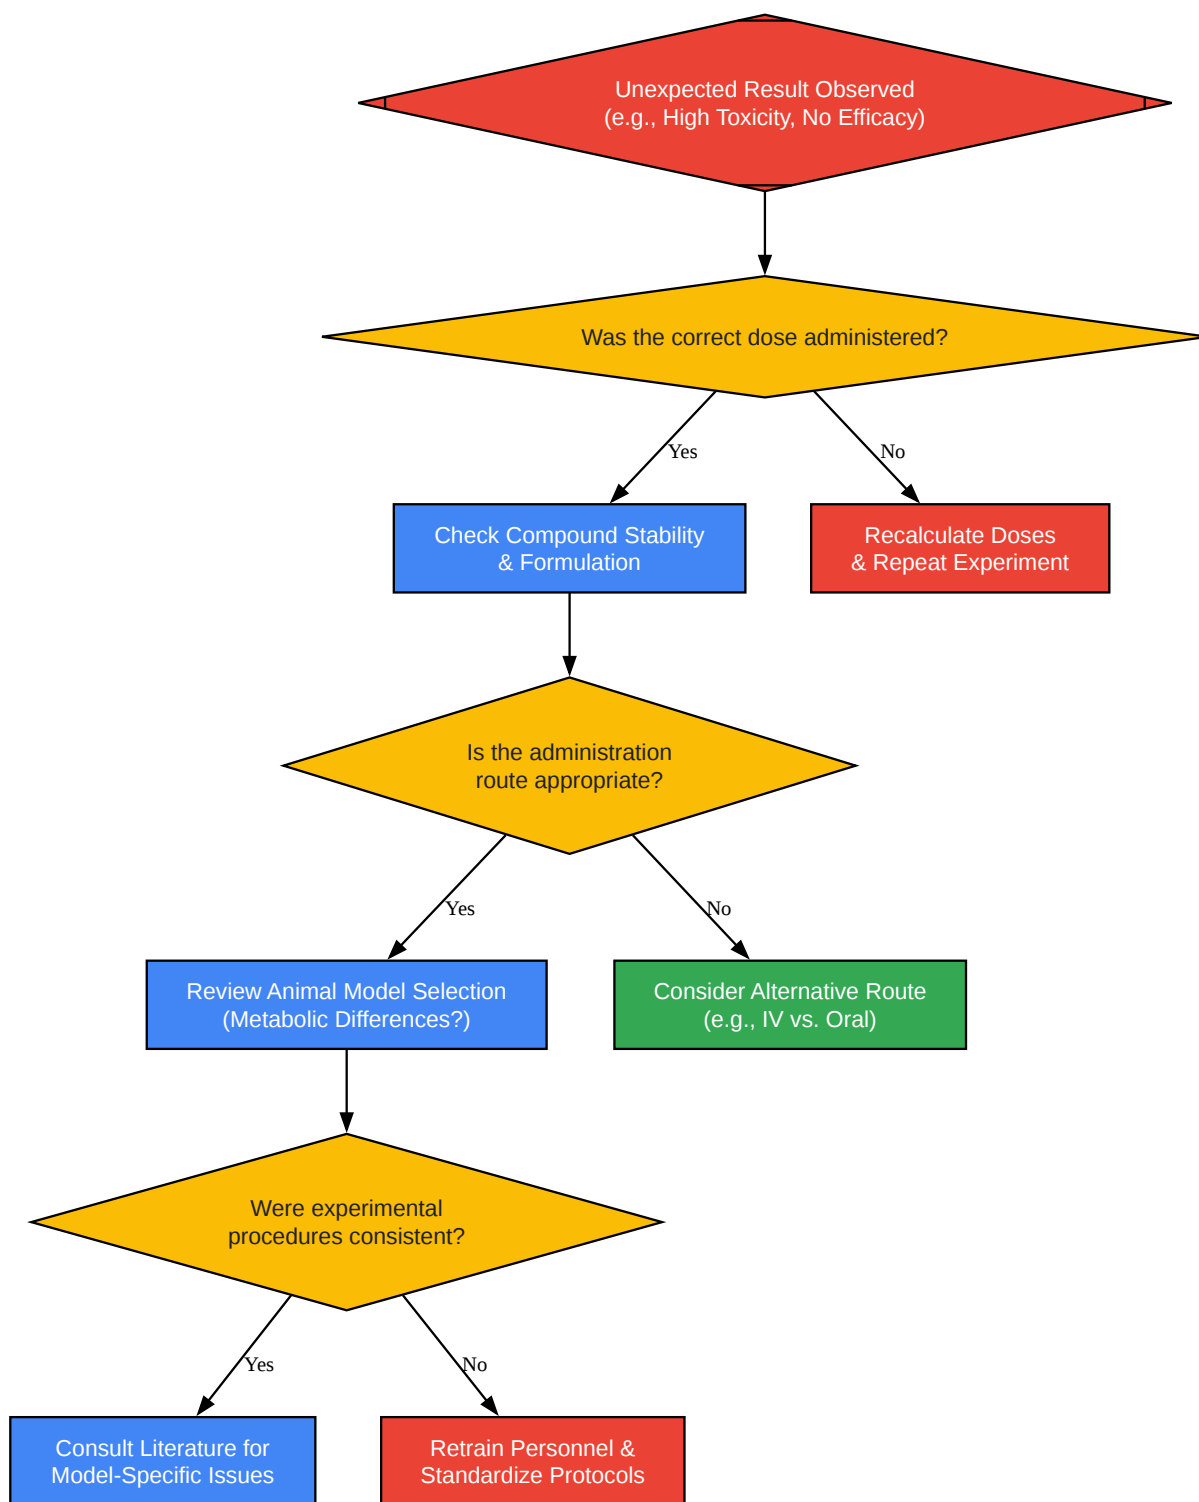 Unexpected Result Observed
(e.g., High Toxicity, No Efficacy)
Was the correct dose administered?
Yes
No
Check Compound Stability
& Formulation
Recalculate Doses
& Repeat Experiment
Is the administration
route appropriate?
Yes
No
Review Animal Model Selection
(Metabolic Differences?)
Consider Alternative Route
(e.g., IV vs. Oral)
Were experimental
procedures consistent?
Yes
No
Consult Literature for
Model-Specific Issues
Retrain Personnel &
Standardize Protocols